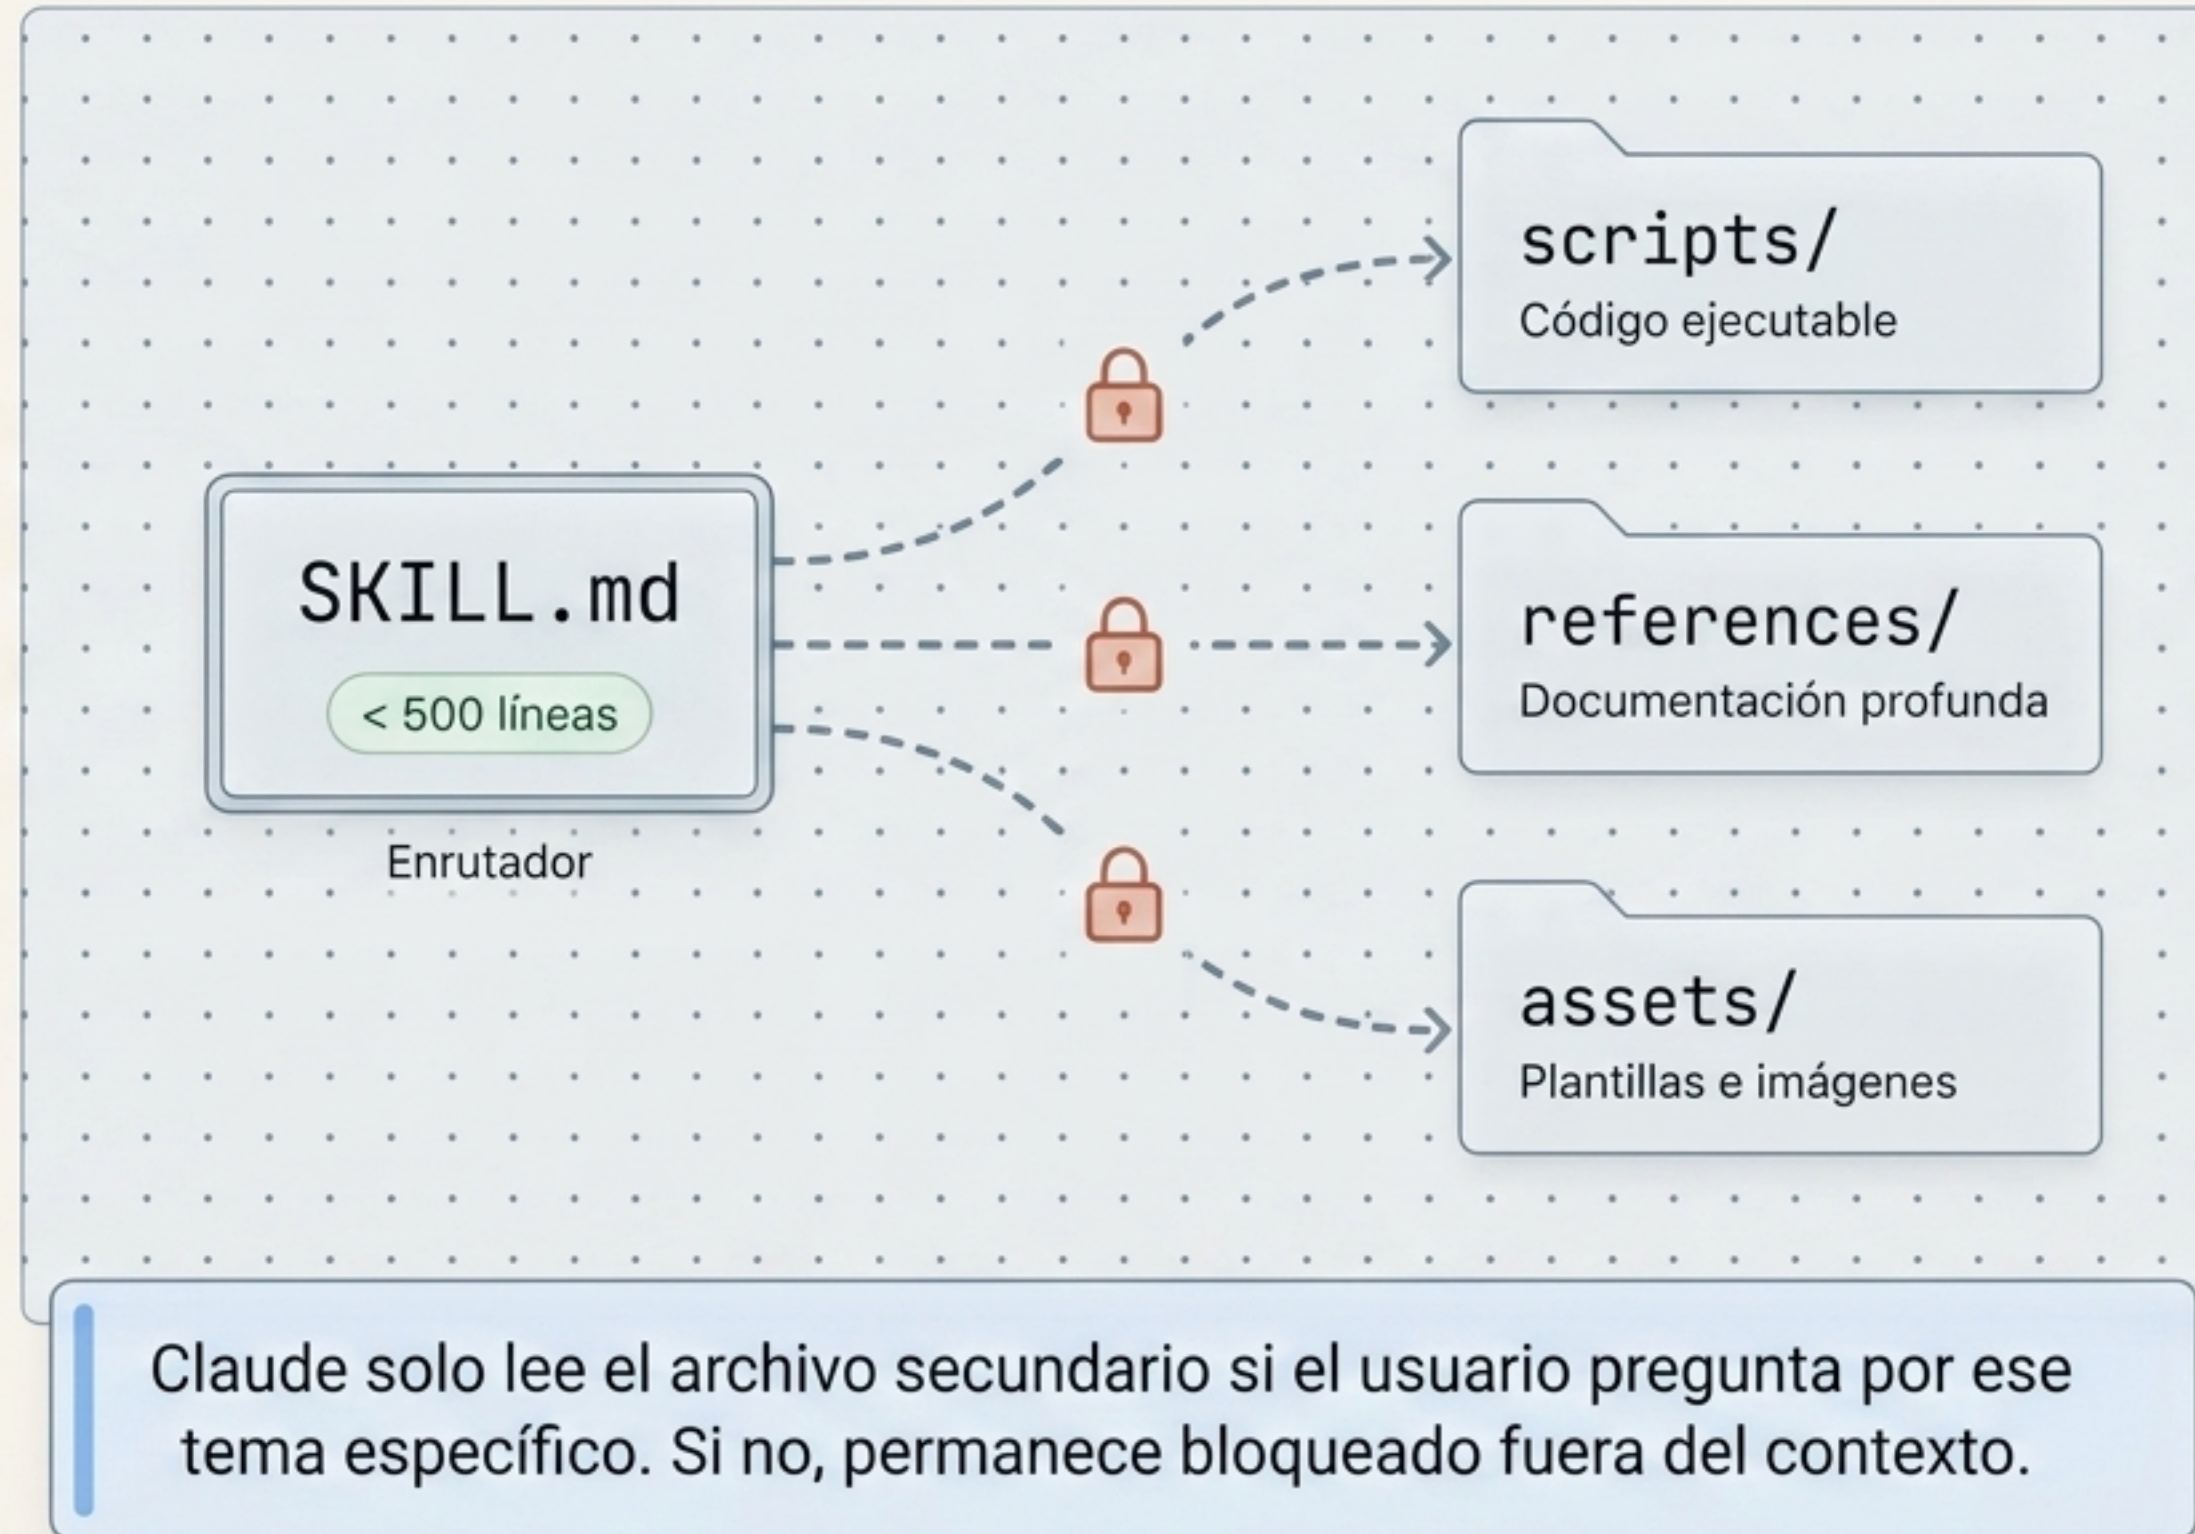 SKILL.md
< 500 líneas
Enrutador
scripts/
Código ejecutable
references/
Documentación profunda
assets/
Plantillas e imágenes
Claude solo lee el archivo secundario si el usuario pregunta por ese
tema específico. Si no, permanece bloqueado fuera del contexto.